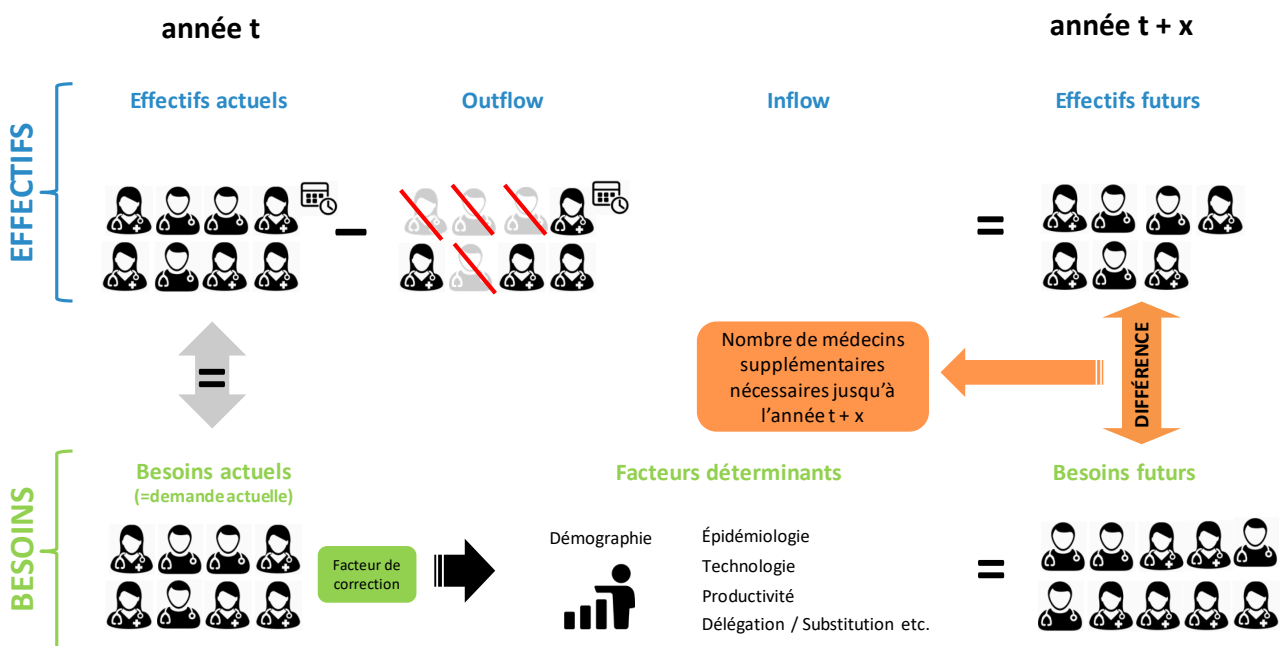 année t
année t + x
EFFECTIFS
Effectifs actuels
Outflow
Inflow
Effectifs futurs
–
=
=
Nombre de médecins
supplémentaires
nécessaires jusqu'à
l'année t + x
DIFFÉRENCE
BESOINS
Besoins actuels
(=demande actuelle)
Facteurs déterminants
Besoins futurs
Facteur de
correction
Démographie
Épidémiologie
Technologie
Productivité
Délégation / Substitution etc.
=